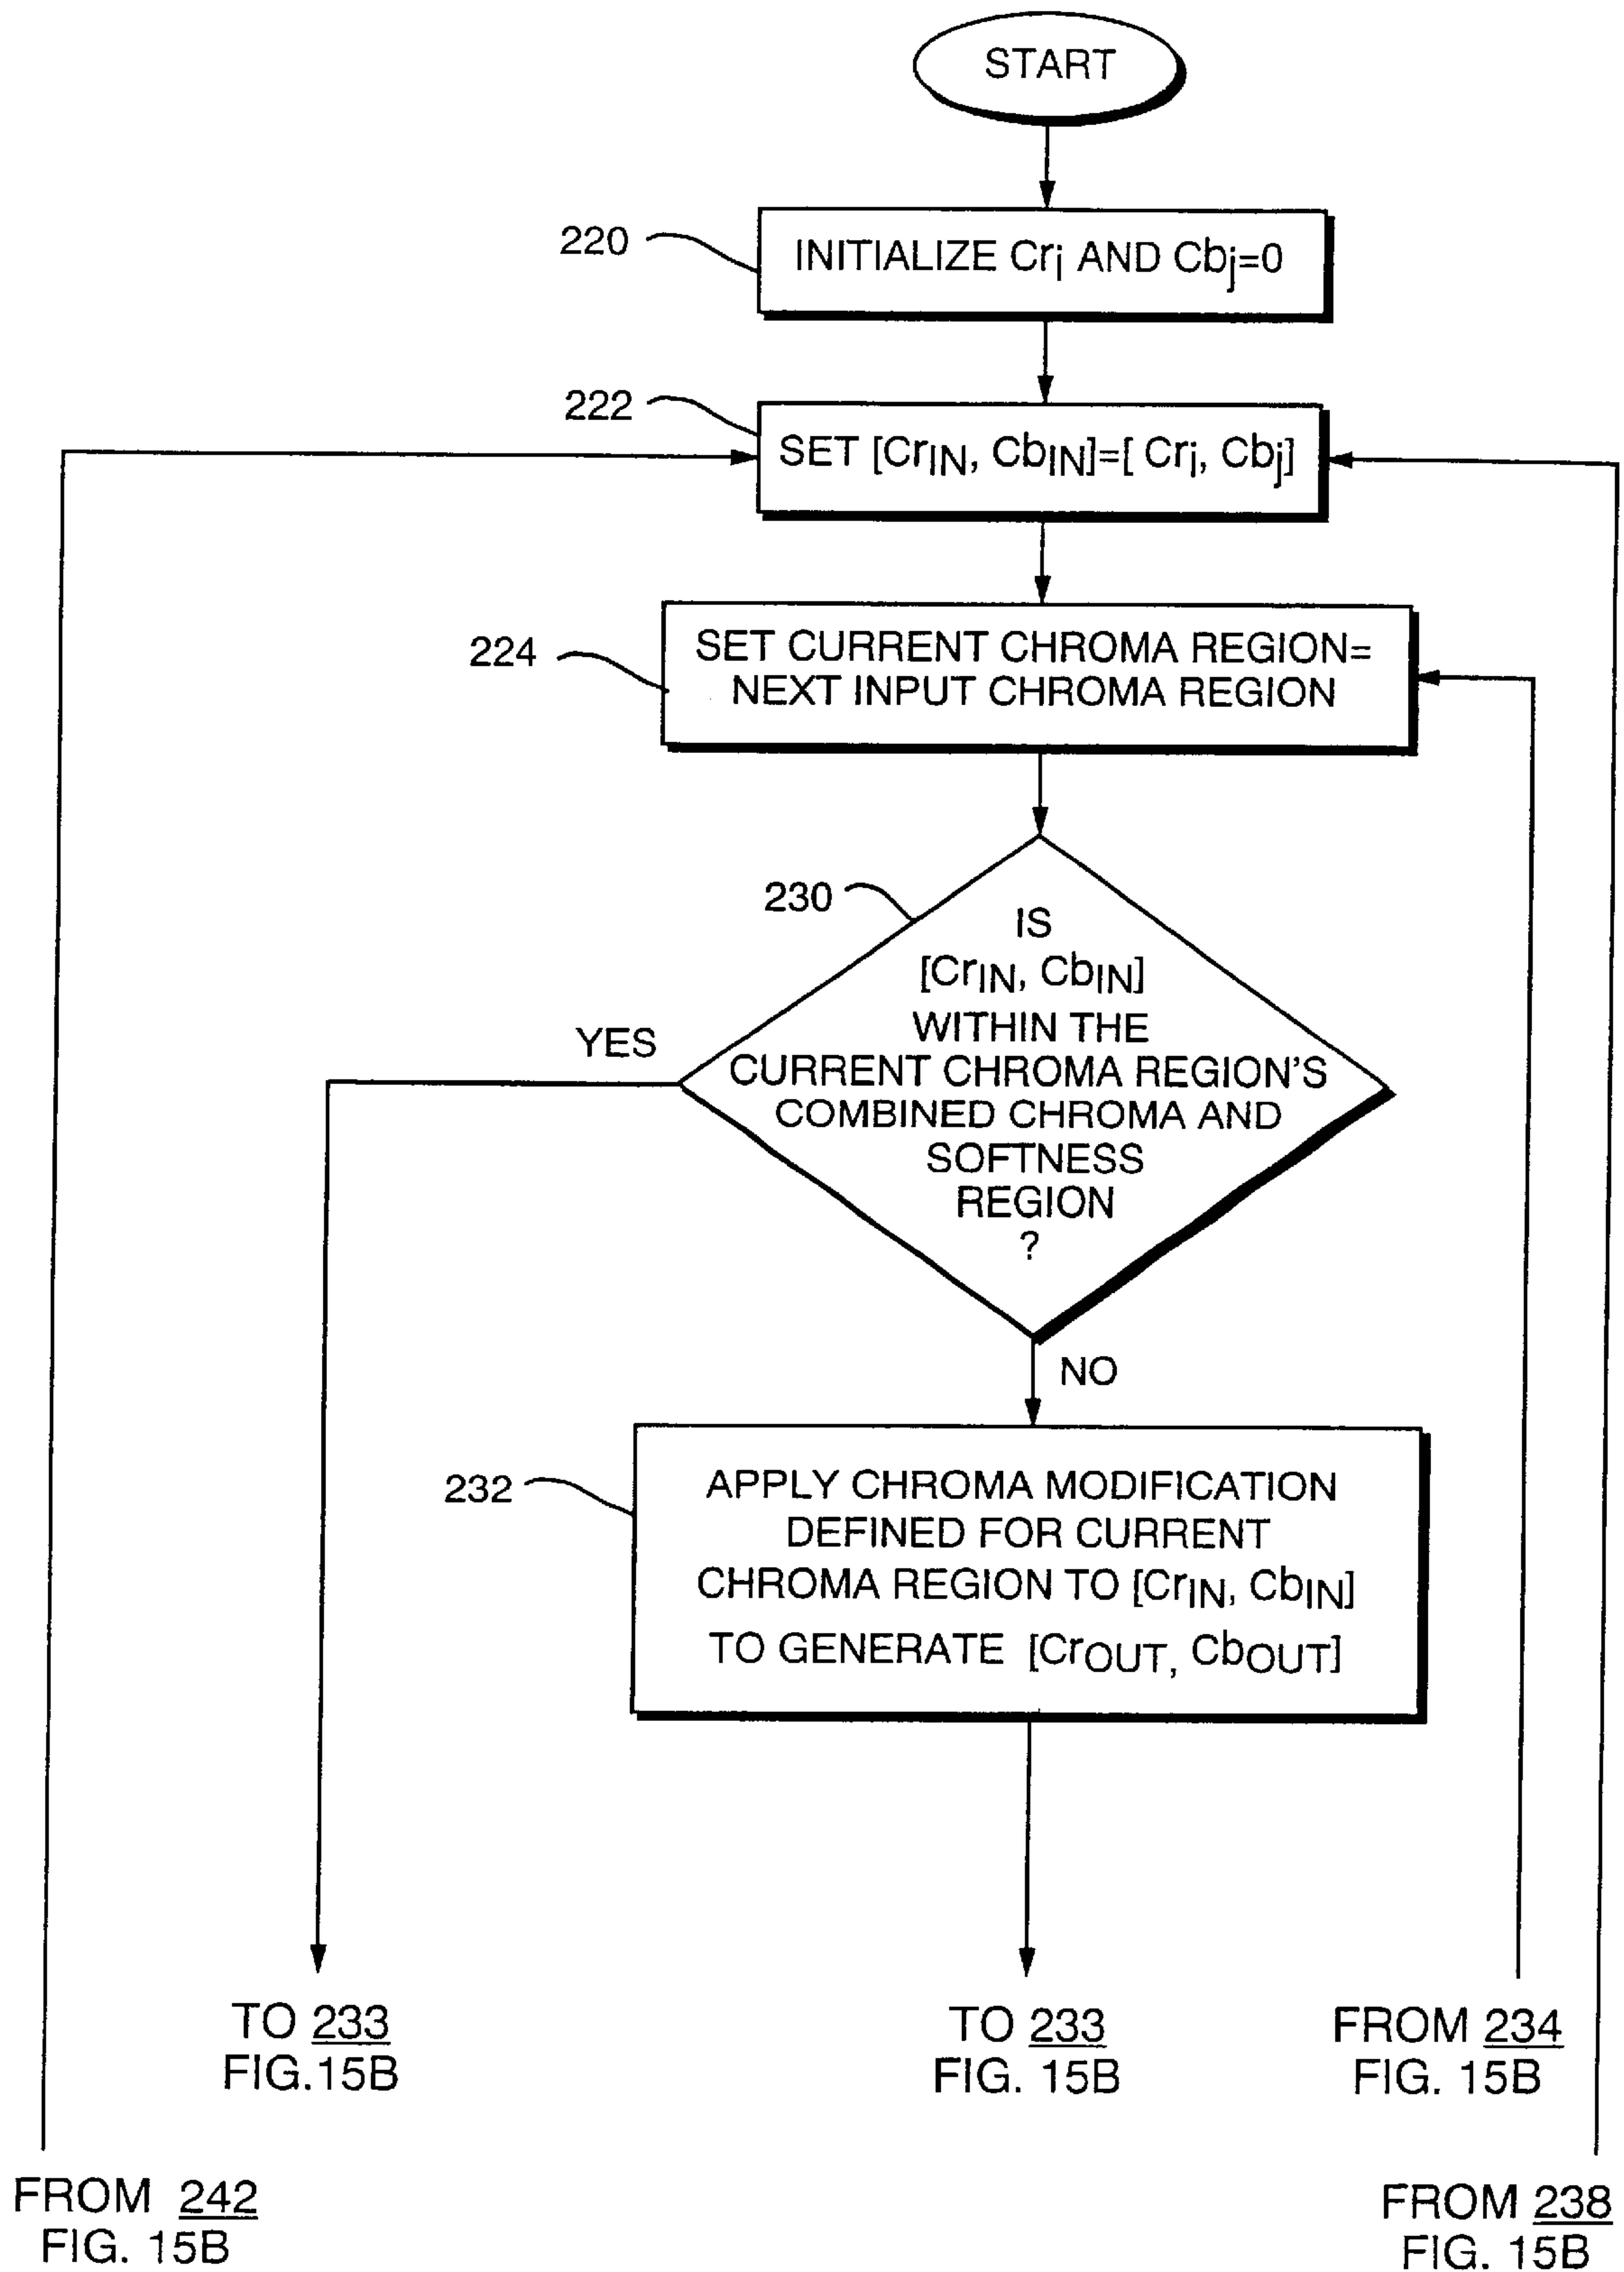 START
220
INITIALIZE Cri AND Cbj=0
222
SET [CrIN, CbIN]=[ Cri, Cbj]
224
SET CURRENT CHROMA REGION=
NEXT INPUT CHROMA REGION
230
IS
[CrIN, CbIN]
WITHIN THE
CURRENT CHROMA REGION'S
COMBINED CHROMA AND
SOFTNESS
REGION
?
YES
NO
232
APPLY CHROMA MODIFICATION
DEFINED FOR CURRENT
CHROMA REGION TO [CrIN, CbIN]
TO GENERATE [CrOUT, CbOUT]
TO 233
FIG.15B
TO 233
FIG. 15B
FROM 234
FIG. 15B
FROM 242
FIG. 15B
FROM 238
FIG. 15B